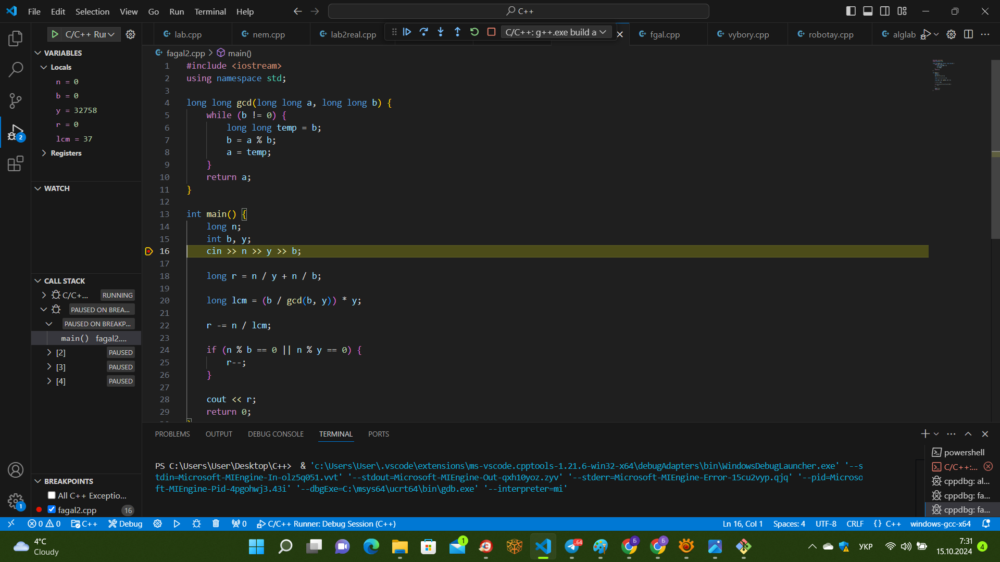 File Edit Selection View Go Run Terminal Help
C++
C/C++ Rur
lab.cpp
nem.cpp
lab2real.cpp
C/C++: g++.exe build a
fgal.cpp
vybory.cpp
robotay.cpp
alglab
VARIABLES
Locals
n = 0
b = 0
y = 32758
r = 0
lcm = 37
Registers
WATCH
CALL STACK
C/C+... RUNNING
PAUSED ON BREA...
PAUSED ON BREAKP...
main() fagal2....
[2] PAUSED
[3] PAUSED
[4] PAUSED
BREAKPOINTS
All C++ Exceptio...
fagal2.cpp 16
2
1
fagal2.cpp > main()
1 #include <iostream>
2 using namespace std;
3
4 long long gcd(long long a, long long b) {
5 while (b != 0) {
6 long long temp = b;
7 b = a % b;
8 a = temp;
9 }
10 return a;
11 }
12
13 int main() {
14 long n;
15 int b, y;
16 cin >> n >> y >> b;
17
18 long r = n / y + n / b;
19
20 long lcm = (b / gcd(b, y)) * y;
21
22 r -= n / lcm;
23
24 if (n % b == 0 || n % y == 0) {
25 r--;
26 }
27
28 cout << r;
29 return 0;
PROBLEMS OUTPUT DEBUG CONSOLE TERMINAL PORTS
PS C:\Users\User\Desktop\C++> & 'c:\Users\User\.vscode\extensions\ms-vscode.cpptools-1.21.6-win32-x64\debugAdapters\bin\WindowsDebugLauncher.exe' '--s
tdin=Microsoft-MIEngine-In-olz5q051.vvt' '--stdout=Microsoft-MIEngine-Out-qxh10yoz.zyv' '--stderr=Microsoft-MIEngine-Error-15cu2vyp.qjq' '--pid=Microso
ft-MIEngine-Pid-4pgohwj3.43i' '--dbgExe=C:\msys64\ucrt64\bin\gdb.exe' '--interpreter=mi'
powershell
C/C++:...
cppdbg: al...
cppdbg: fa...
cppdbg: fa...
0 0 C++ Debug 0 C/C++ Runner: Debug Session (C++) Ln 16, Col 1 Spaces: 4 UTF-8 CRLF {} C++ windows-gcc-x64
4°C
Cloudy
1
64
Б
Б
УКР
7:31
15.10.2024
4